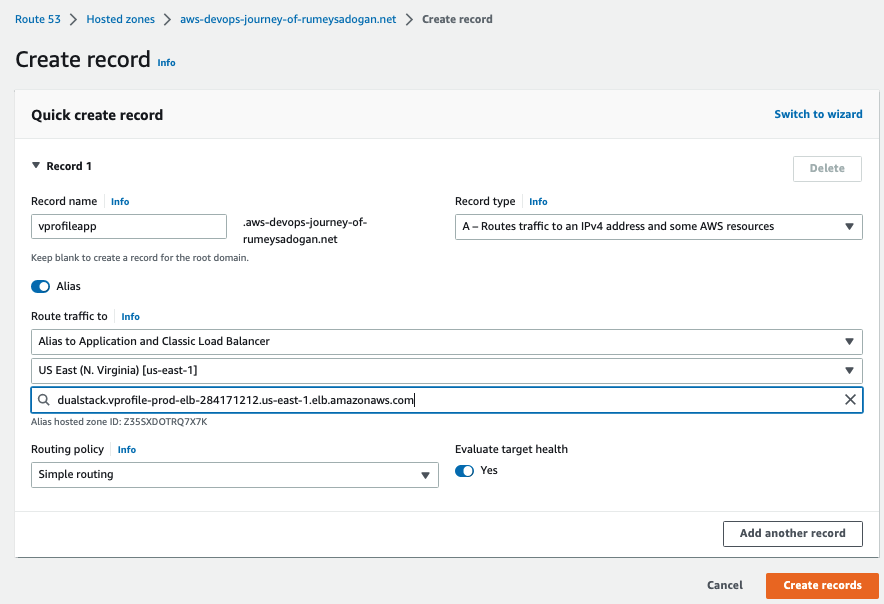 Route 53 > Hosted zones > aws-devops-journey-of-rumeysadogan.net > Create record
Create record Info
Quick create record Switch to wizard
Record 1 Delete
Record name Info Record type Info
vprofileapp .aws-devops-journey-of-
rumeysadogan.net A – Routes traffic to an IPv4 address and some AWS resources
Keep blank to create a record for the root domain.
Alias
Route traffic to Info
Alias to Application and Classic Load Balancer
US East (N. Virginia) [us-east-1]
dualstack.vprofile-prod-elb-284171212.us-east-1.elb.amazonaws.com
Alias hosted zone ID: Z35SXDOTRQ7X7K
Routing policy Info Evaluate target health
Simple routing Yes
Add another record
Cancel Create records